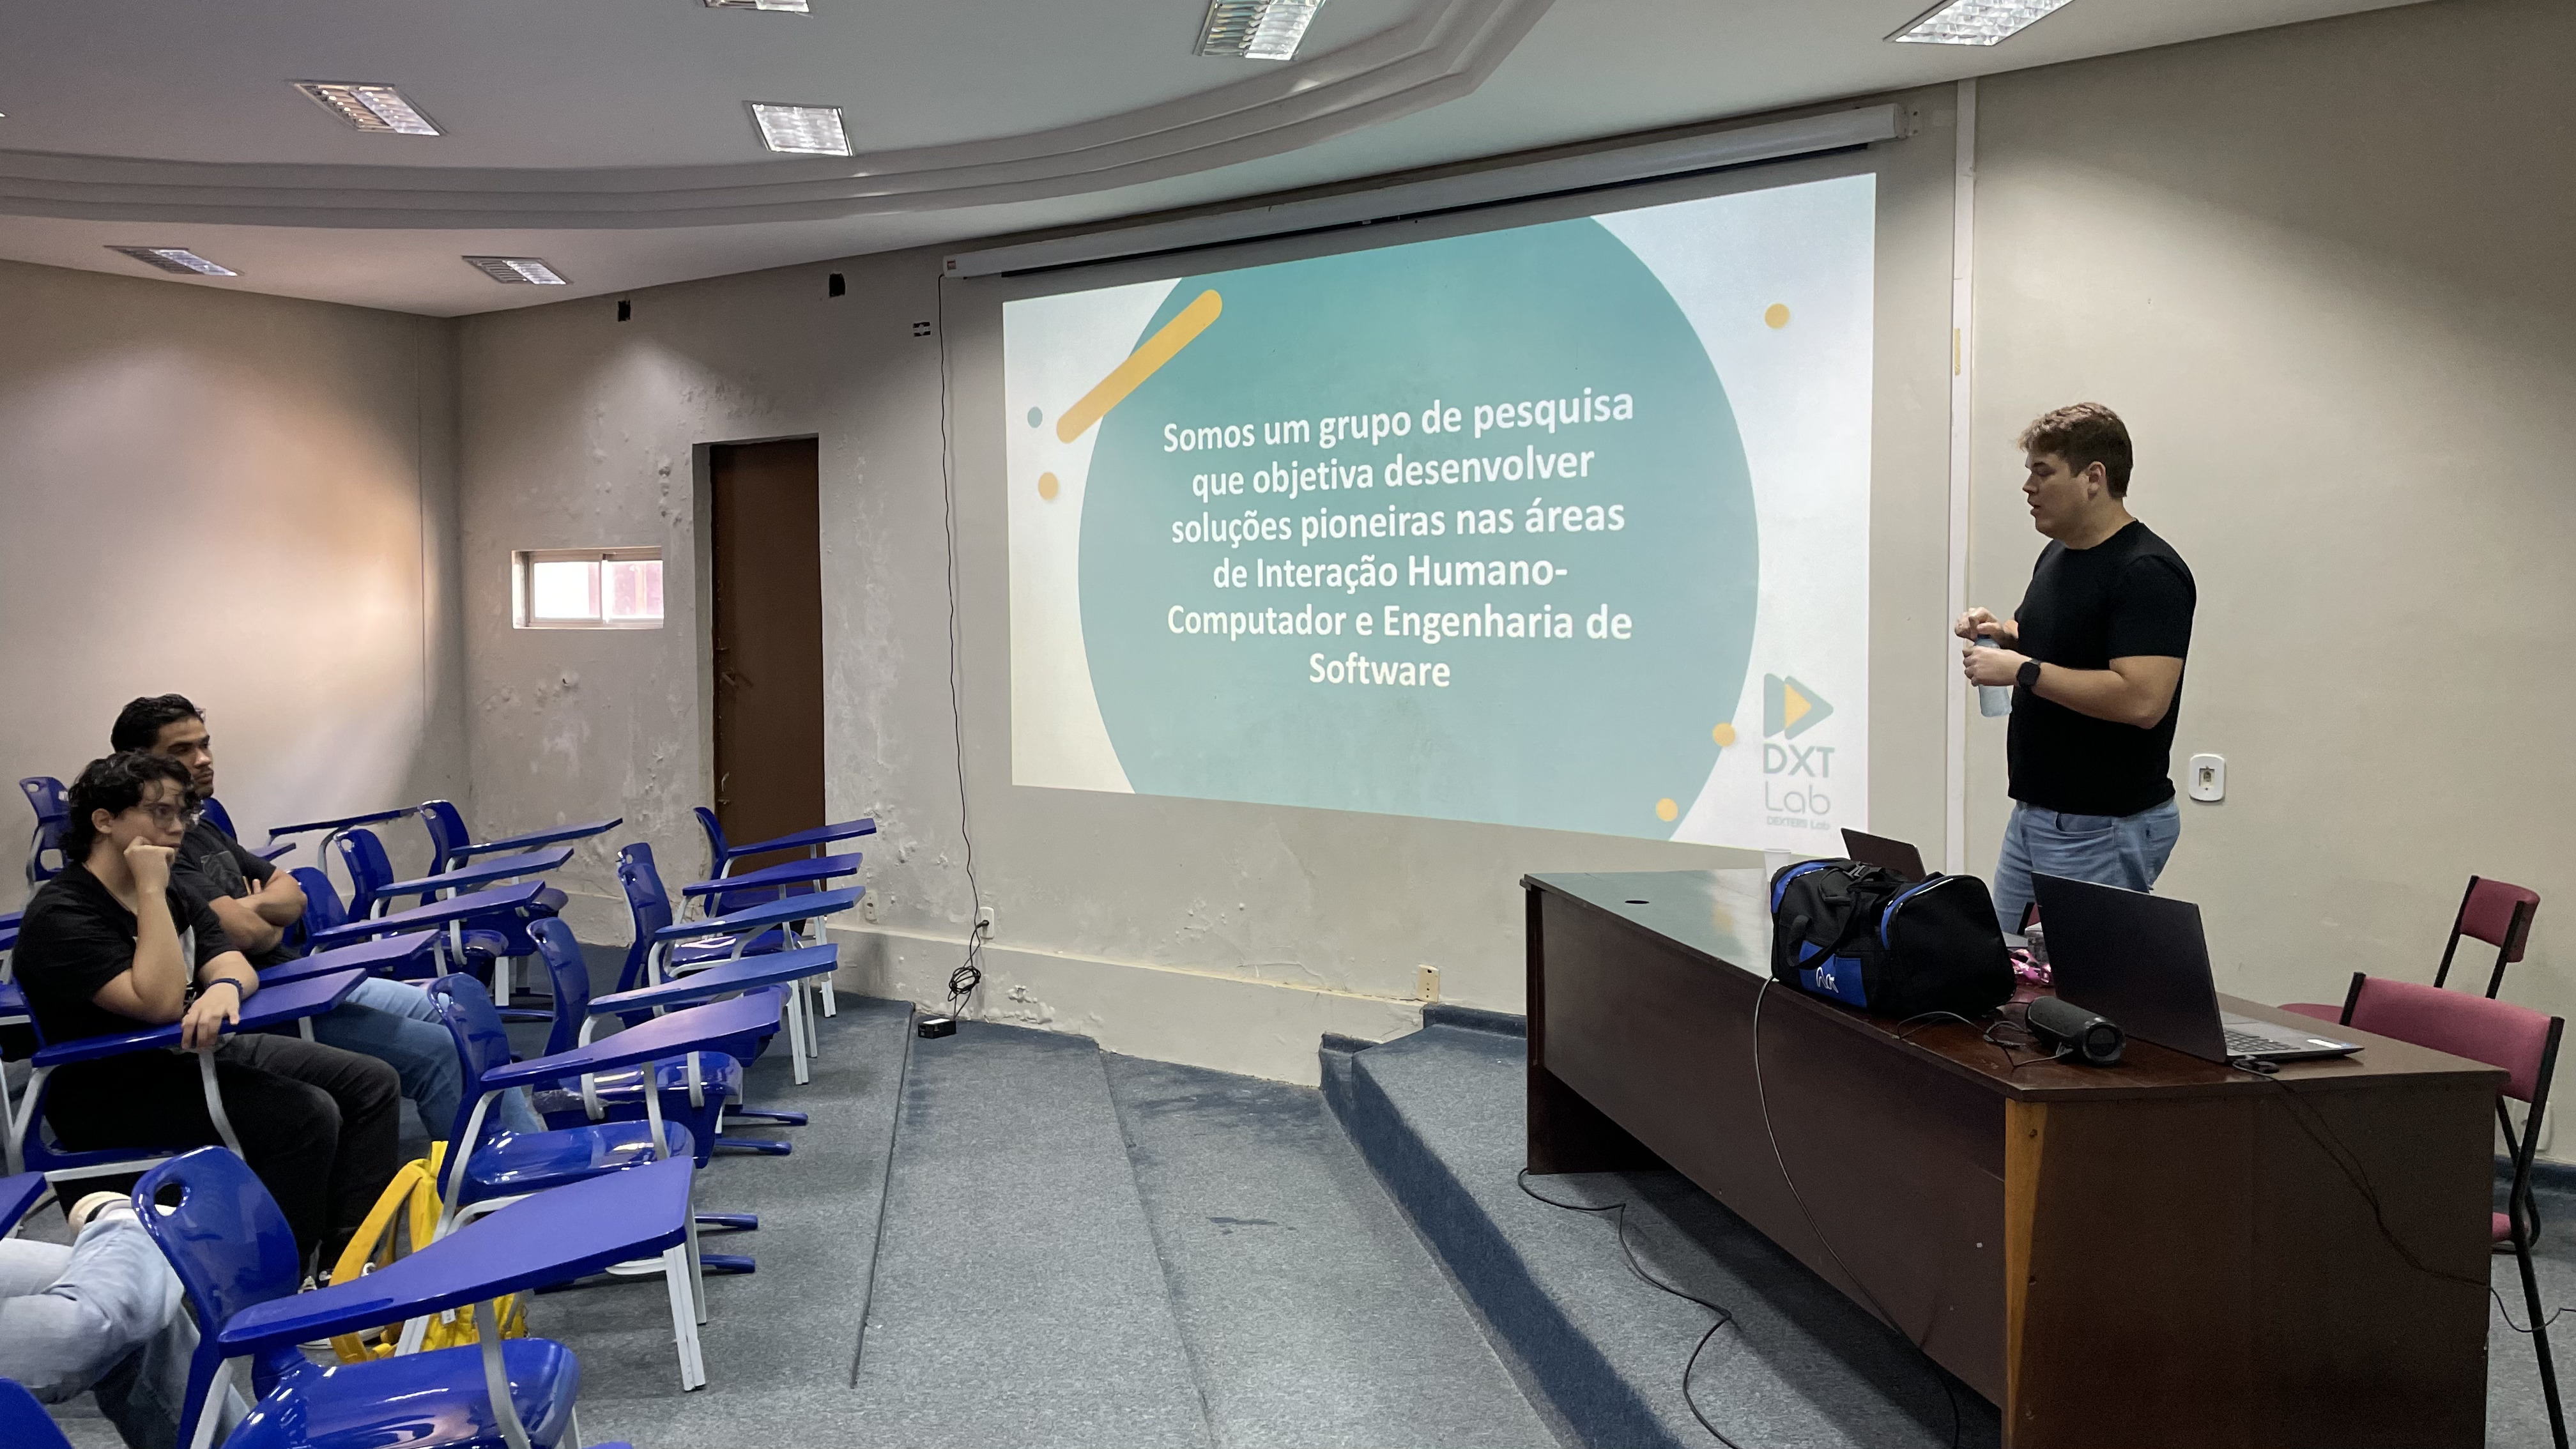 Somos um grupo de pesquisa
que objetiva desenvolver
soluções pioneiras nas áreas
de Interação Humano-
Computador e Engenharia de
Software
DXT
Lab
DEXTERS Lab